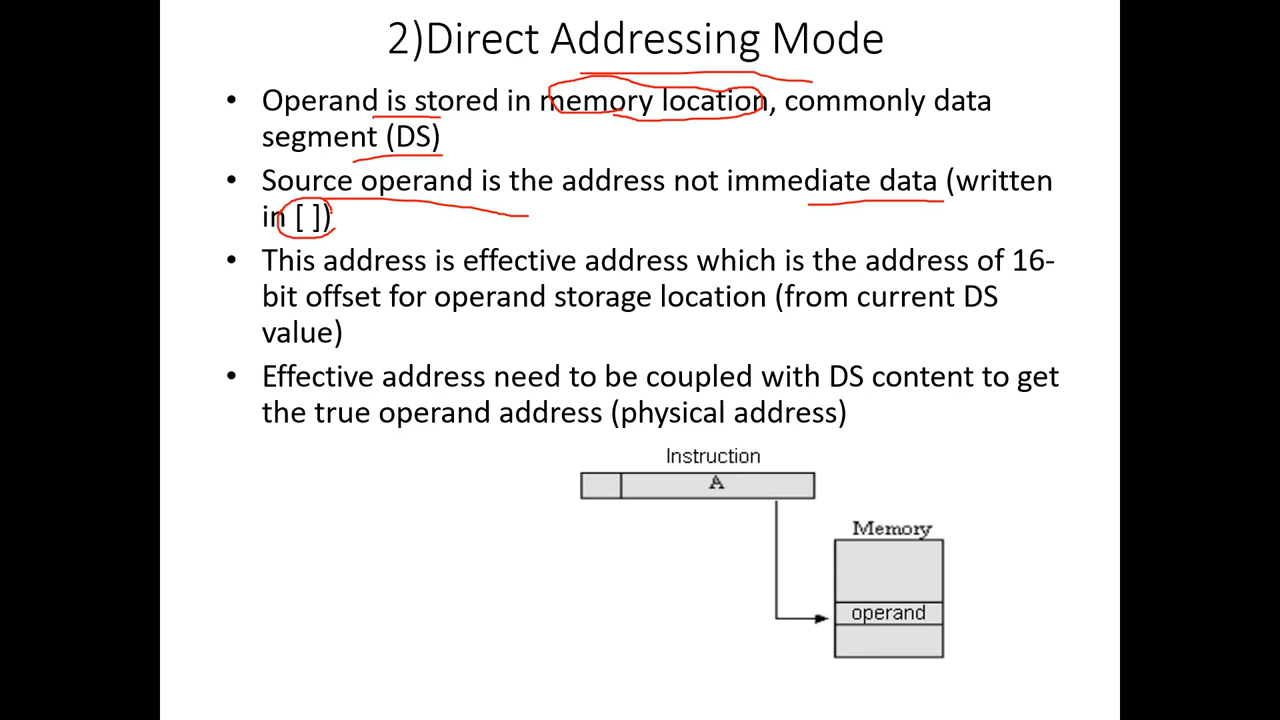 2)Direct Addressing Mode
• Operand is stored in memory location, commonly data
segment (DS)
• Source operand is the address not immediate data (written
in [ ])
• This address is effective address which is the address of 16-
bit offset for operand storage location (from current DS
value)
• Effective address need to be coupled with DS content to get
the true operand address (physical address)
Instruction
A
Memory
operand